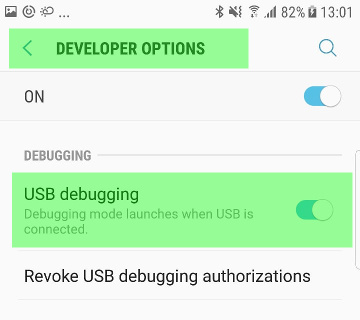 ... 82% 13:01
DEVELOPER OPTIONS
ON
DEBUGGING
USB debugging
Debugging mode launches when USB is
connected.
Revoke USB debugging authorizations